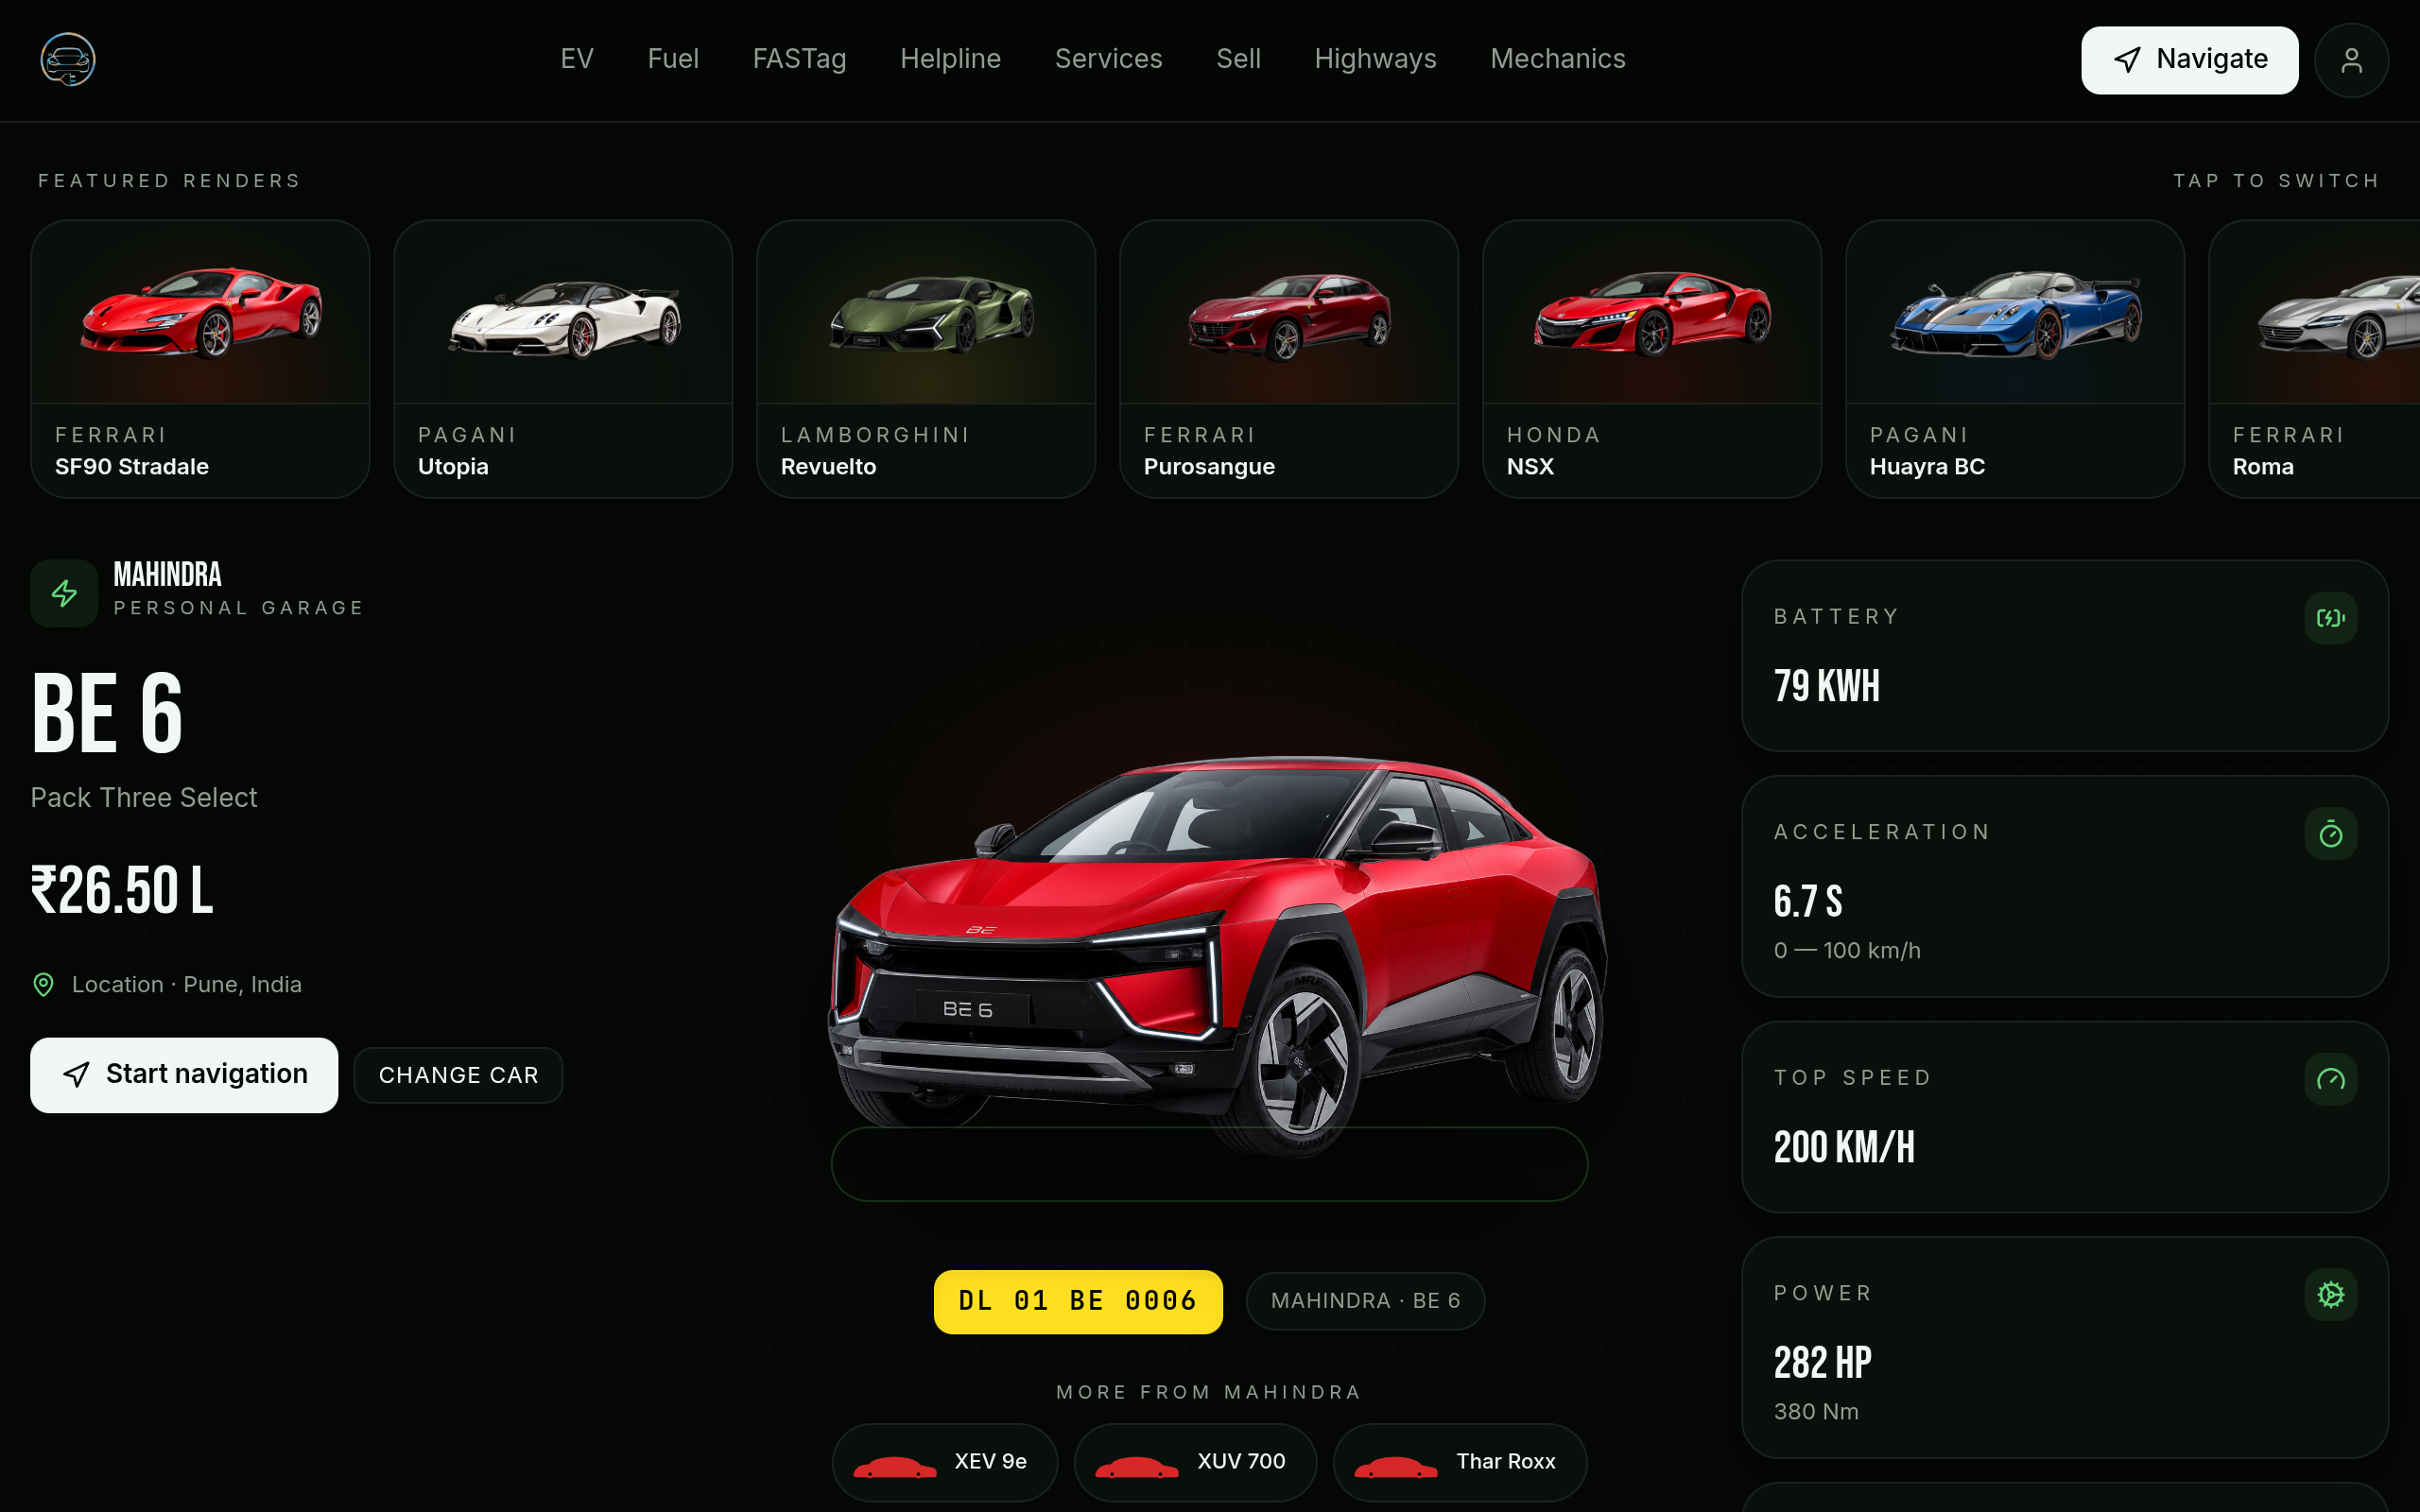 EV
Fuel
FASTag
Helpline
Services
Sell
Highways
Mechanics
Navigate
FEATURED RENDERS
TAP TO SWITCH
FERRARI
SF90 Stradale
PAGANI
Utopia
LAMBORGHINI
Revuelto
FERRARI
Purosangue
HONDA
NSX
PAGANI
Huayra BC
FERRARI
Roma
MAHINDRA
PERSONAL GARAGE
BE 6
Pack Three Select
₹26.50 L
Location · Pune, India
Start navigation
CHANGE CAR
BE
BE 6
MRF
DL 01 BE 0006
MAHINDRA · BE 6
MORE FROM MAHINDRA
XEV 9e
XUV 700
Thar Roxx
BATTERY
79 KWH
ACCELERATION
6.7 S
0 — 100 km/h
TOP SPEED
200 KM/H
POWER
282 HP
380 Nm